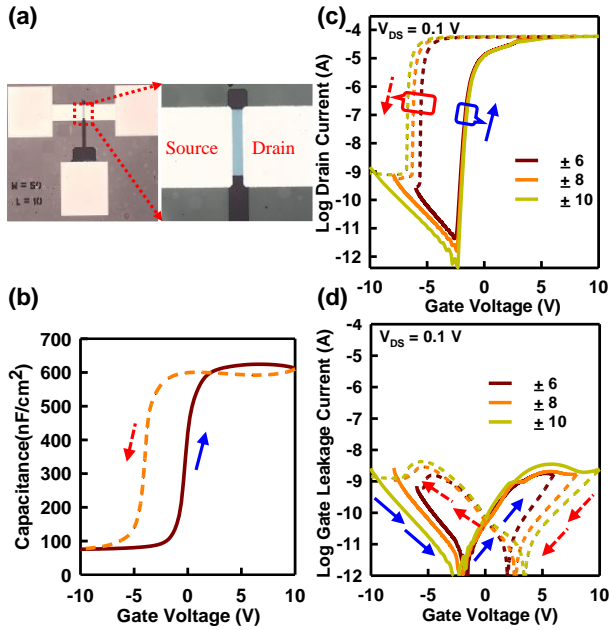 (a)
Source
Drain
W = 50
L = 10
(b)
Capacitance(nF/cm²)
700
600
500
400
300
200
100
0
-10
-5
0
5
10
Gate Voltage (V)
(c)
V_DS = 0.1 V
Log Drain Current (A)
-4
-5
-6
-7
-8
-9
-10
-11
-12
± 6
± 8
± 10
-10
-5
0
5
10
Gate Voltage (V)
(d)
V_DS = 0.1 V
Log Gate Leakage Current (A)
-4
-5
-6
-7
-8
-9
-10
-11
-12
± 6
± 8
± 10
-10
-5
0
5
10
Gate Voltage (V)